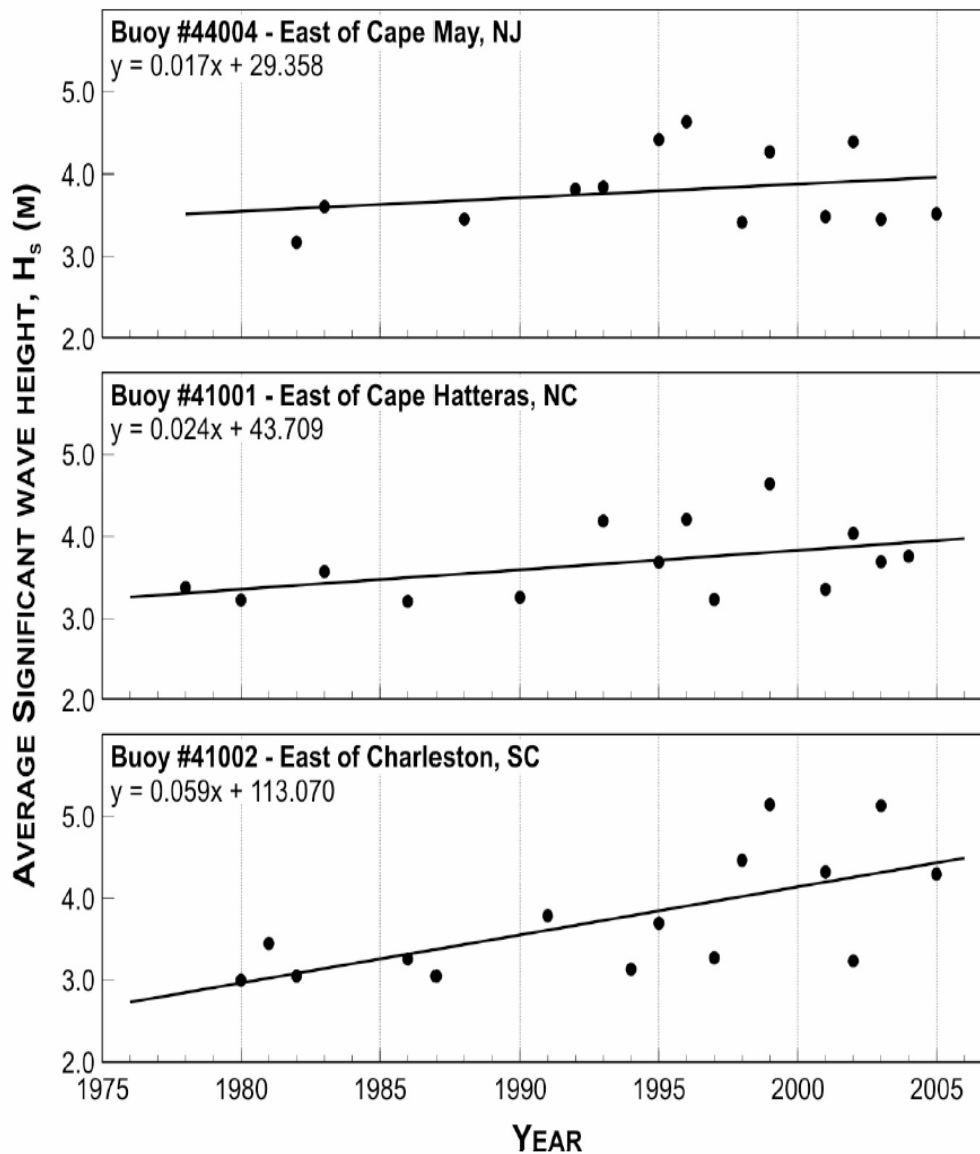 Buoy #44004 - East of Cape May, NJ
y = 0.017x + 29.358
5.0
4.0
3.0
2.0
Buoy #41001 - East of Cape Hatteras, NC
y = 0.024x + 43.709
5.0
4.0
3.0
2.0
Buoy #41002 - East of Charleston, SC
y = 0.059x + 113.070
5.0
4.0
3.0
2.0
1975 1980 1985 1990 1995 2000 2005
YEAR
AVERAGE SIGNIFICANT WAVE HEIGHT, Hs (M)